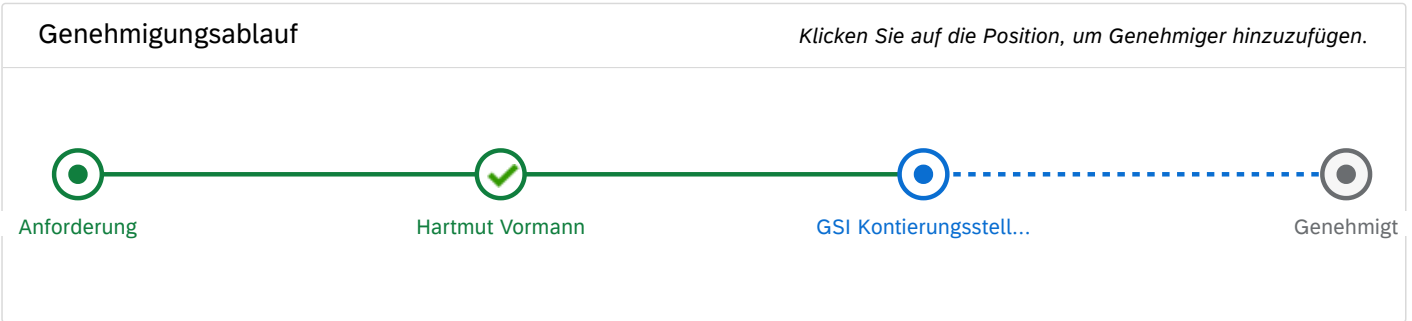 Genehmigungsablauf
Klicken Sie auf die Position, um Genehmiger hinzuzufügen.
Anforderung
Hartmut Vormann
GSI Kontierungsstell...
Genehmigt